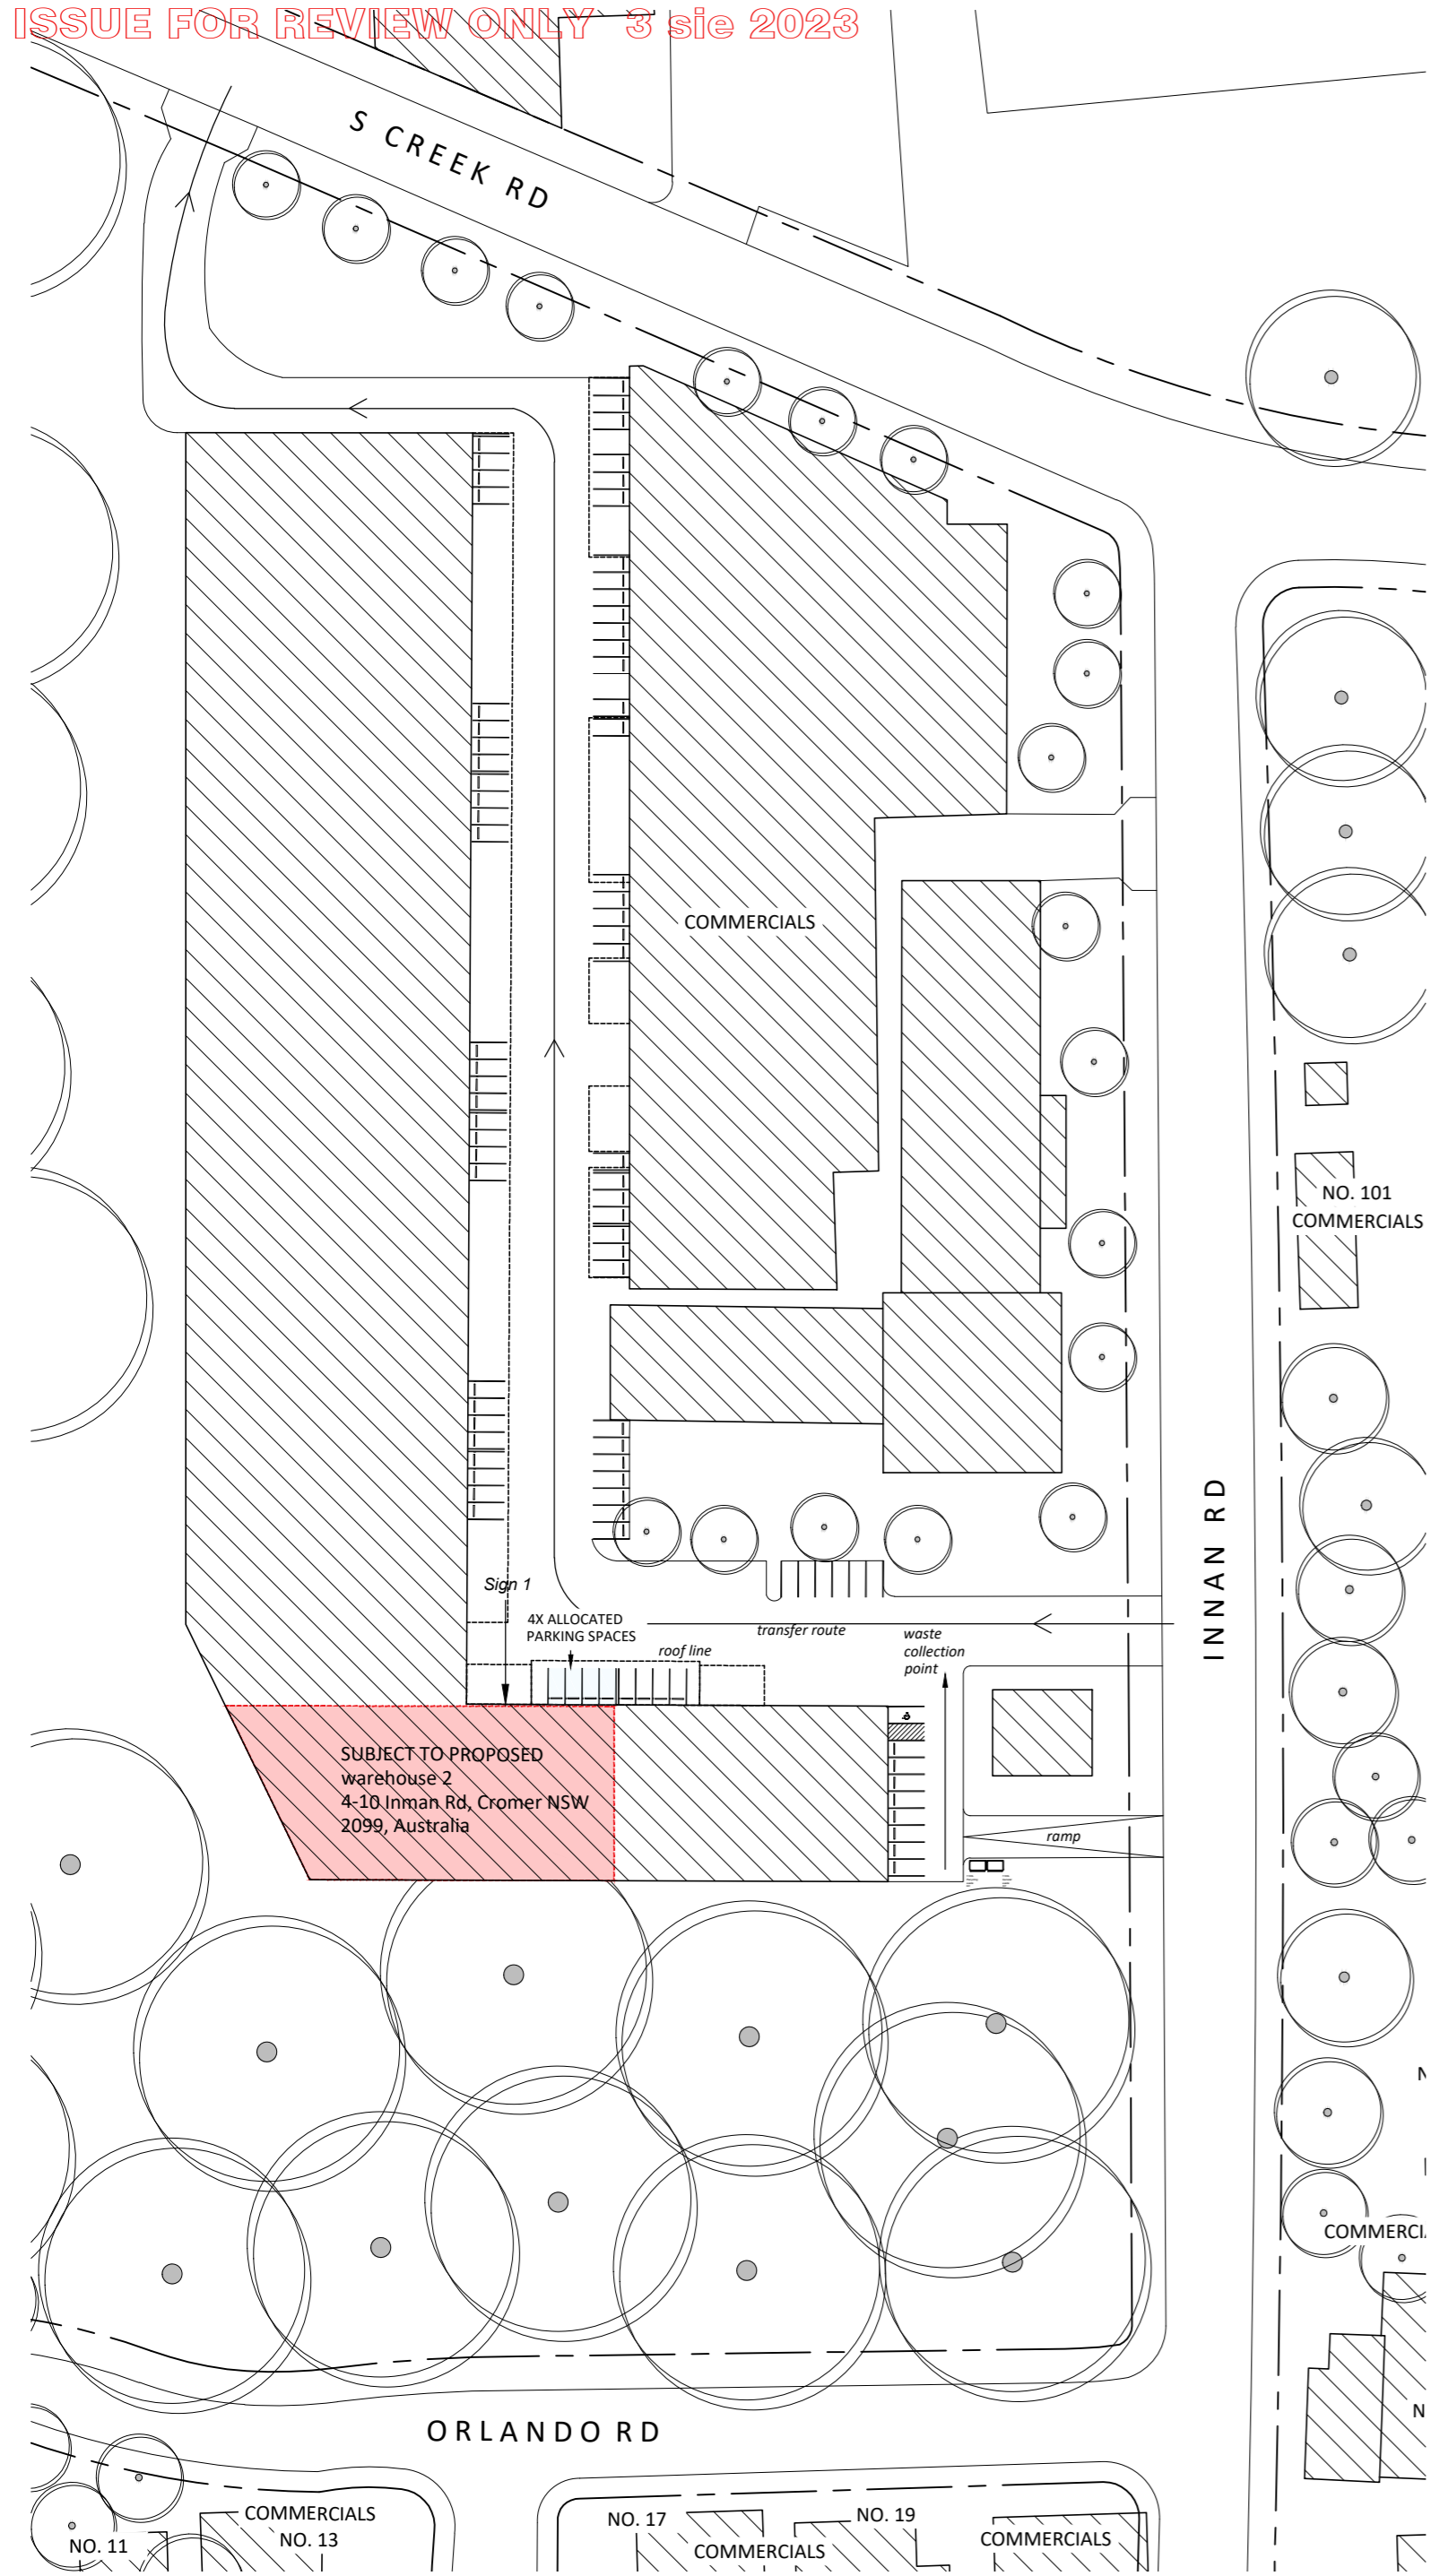 ISSUE FOR REVIEW ONLY 3 sie 2023
S CREEK RD
COMMERCIALS
NO. 101
COMMERCIALS
INNAN RD
Sign 1
4X ALLOCATED
PARKING SPACES
roof line
transfer route
waste
collection
point
SUBJECT TO PROPOSED
warehouse 2
4-10 Inman Rd, Cromer NSW
2099, Australia
ramp
COMMERCIA
ORLANDO RD
NO. 11
COMMERCIALS
NO. 13
NO. 17
COMMERCIALS
NO. 19
COMMERCIALS